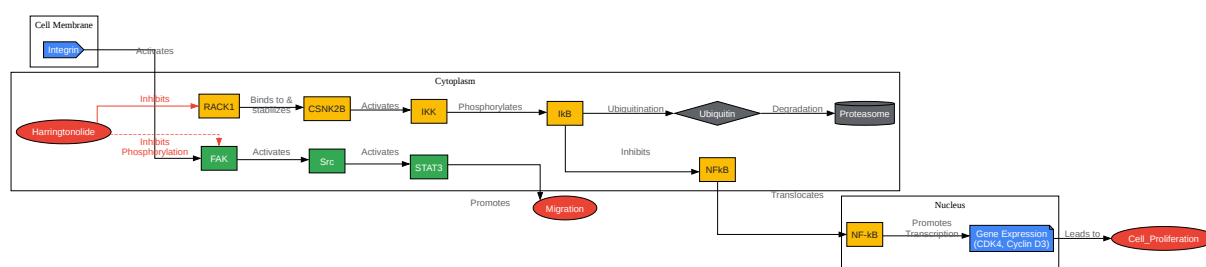 Cell Membrane
Integrin
Activates
Cytoplasm
Inhibits
RACK1
Binds to &
stabilizes
CSNK2B
Activates
IKK
Phosphorylates
IkB
Ubiquitination
Ubiquitin
Degradation
Proteasome
Harringtonolide
Inhibits
Phosphorylation
FAK
Activates
Src
Activates
STAT3
Inhibits
NFkB
Promotes
Migration
Translocates
Nucleus
NF-kB
Promotes
Transcription
Gene Expression
(CDK4, Cyclin D3)
Leads to
Cell_Proliferation